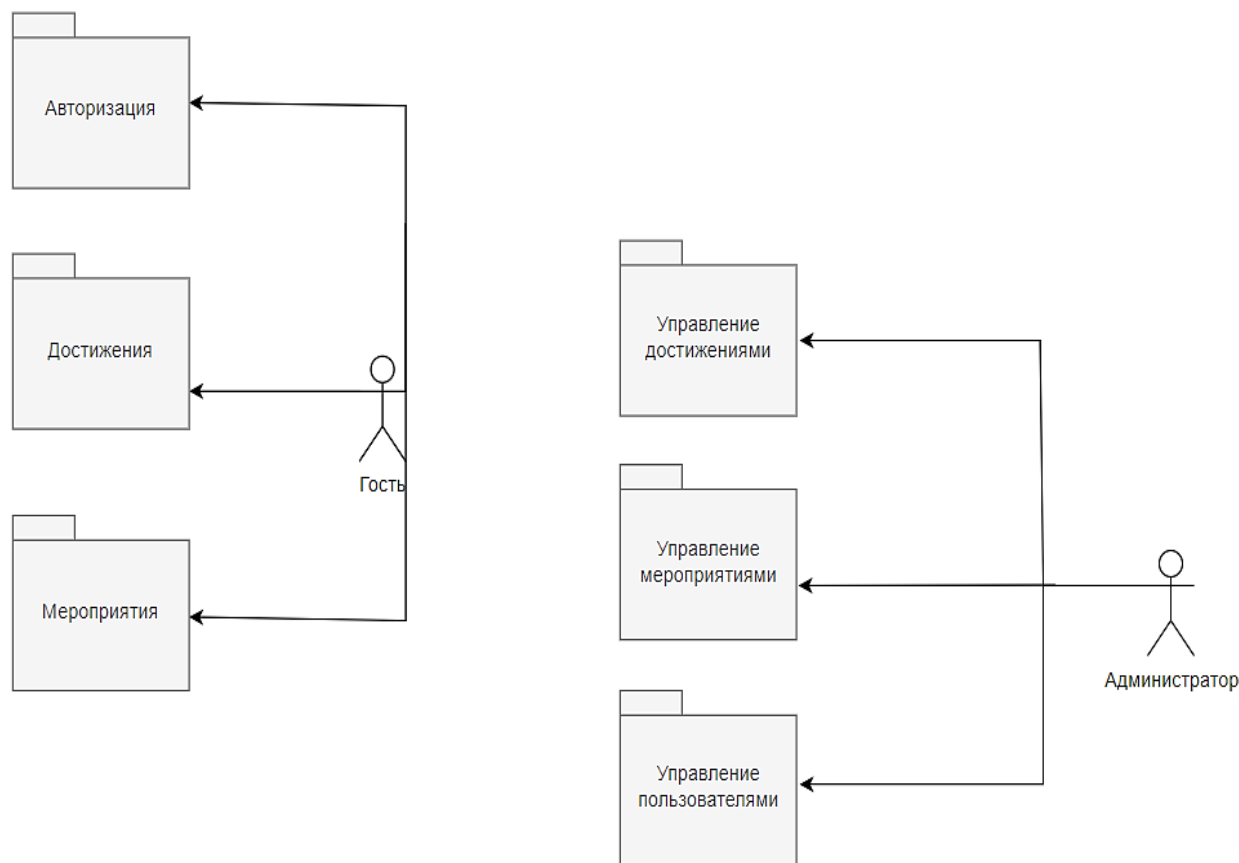 Авторизация
Достижения
Гость
Мероприятия
Управление
достижениями
Управление
мероприятиями
Администратор
Управление
пользователями